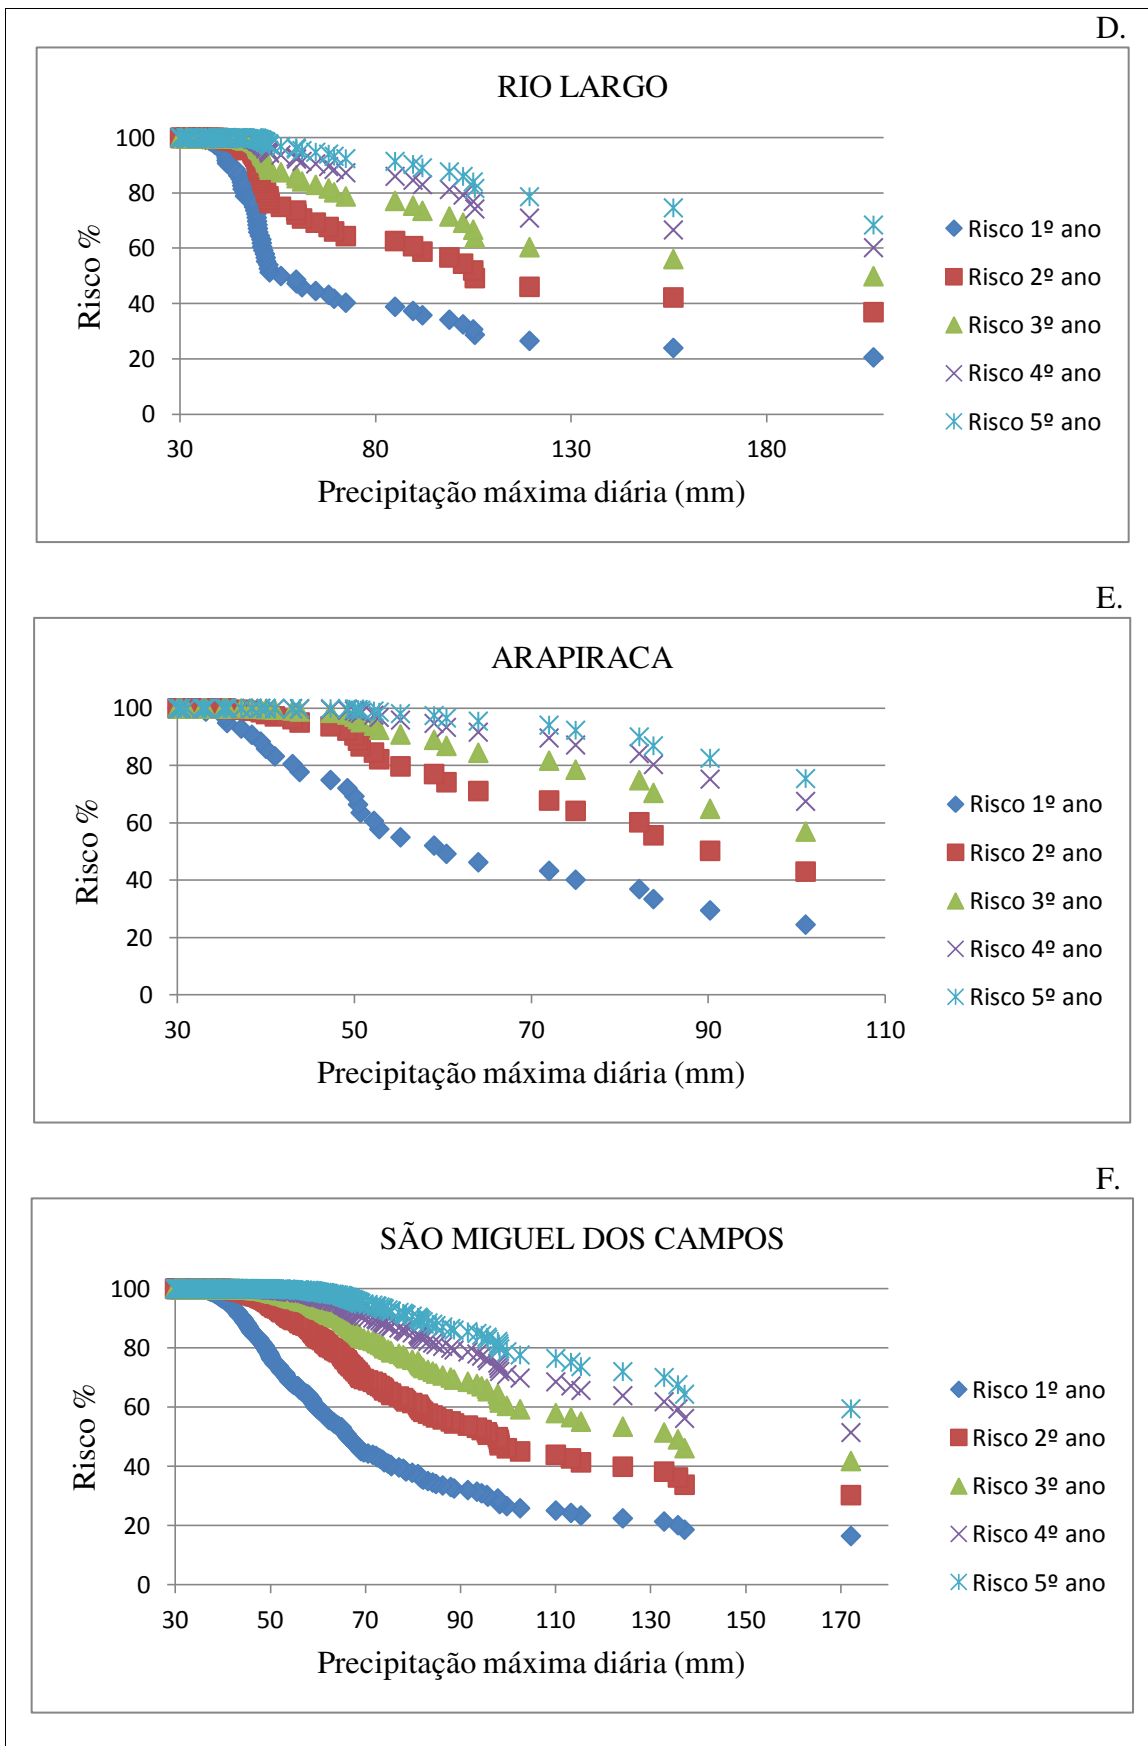 D.
RIO LARGO
100
80
60
40
20
0
30 80 130 180
Risco %
Precipitação máxima diária (mm)
Risco 1º ano
Risco 2º ano
Risco 3º ano
Risco 4º ano
Risco 5º ano
E.
ARAPIRACA
100
80
60
40
20
0
30 50 70 90 110
Risco %
Precipitação máxima diária (mm)
Risco 1º ano
Risco 2º ano
Risco 3º ano
Risco 4º ano
Risco 5º ano
F.
SÃO MIGUEL DOS CAMPOS
100
80
60
40
20
0
30 50 70 90 110 130 150 170
Risco %
Precipitação máxima diária (mm)
Risco 1º ano
Risco 2º ano
Risco 3º ano
Risco 4º ano
Risco 5º ano